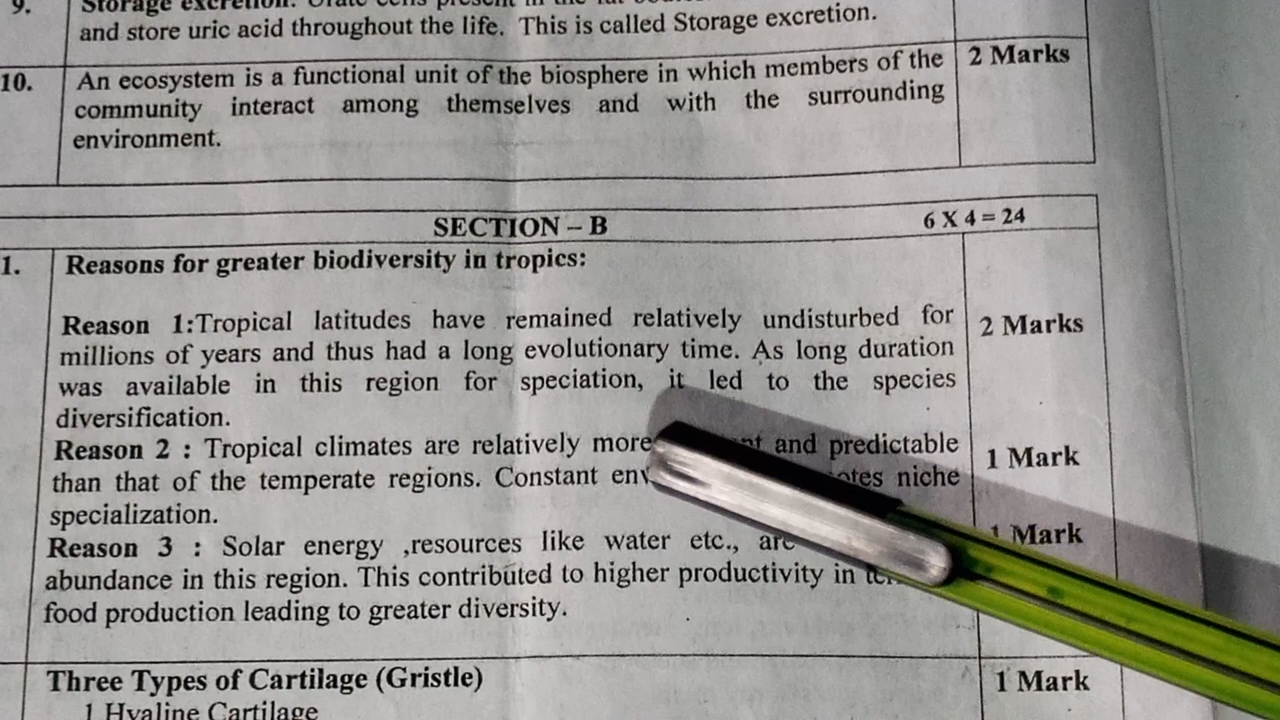 9. Storage excretion:
and store uric acid throughout the life. This is called Storage excretion.
10. An ecosystem is a functional unit of the biosphere in which members of the 2 Marks
community interact among themselves and with the surrounding
environment.
SECTION – B 6 X 4 = 24
1. Reasons for greater biodiversity in tropics:
Reason 1:Tropical latitudes have remained relatively undisturbed for 2 Marks
millions of years and thus had a long evolutionary time. As long duration
was available in this region for speciation, it led to the species
diversification.
Reason 2 : Tropical climates are relatively more and predictable 1 Mark
than that of the temperate regions. Constant niche
specialization.
Reason 3 : Solar energy ,resources like water etc., are 1 Mark
abundance in this region. This contributed to higher productivity in
food production leading to greater diversity.
Three Types of Cartilage (Gristle) 1 Mark
1 Hyaline Cartilage